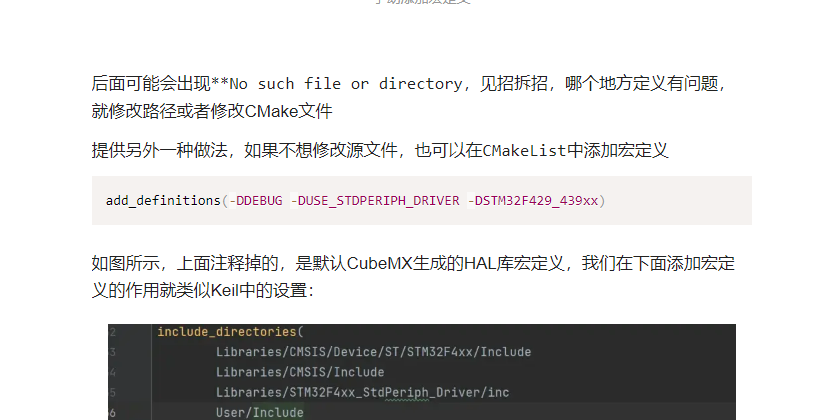 手动添加宏定义
后面可能会出现**No such file or directory，见招拆招，哪个地方定义有问题，
就修改路径或者修改CMake文件
提供另外一种做法，如果不想修改源文件，也可以在CMakeList中添加宏定义
add_definitions(-DDEBUG -DUSE_STDPERIPH_DRIVER -DSTM32F429_439xx)
如图所示，上面注释掉的，是默认CubeMX生成的HAL库宏定义，我们在下面添加宏定
义的作用就类似Keil中的设置：
include_directories(
Libraries/CMSIS/Device/ST/STM32F4xx/Include
Libraries/CMSIS/Include
Libraries/STM32F4xx_StdPeriph_Driver/inc
User/Include